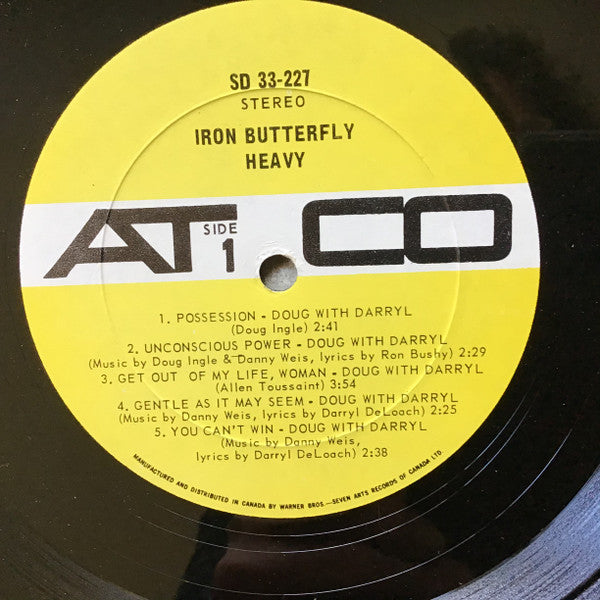 SD 33-227
STEREO
IRON BUTTERFLY
HEAVY
ATCO
SIDE
1
1. POSSESSION - DOUG WITH DARRYL
(Doug Ingle) 2:41
2. UNCONSCIOUS POWER - DOUG WITH DARRYL
(Music by Doug Ingle & Danny Weis, lyrics by Ron Bushy) 2:29
3. GET OUT OF MY LIFE, WOMAN - DOUG WITH DARRYL
(Allen Toussaint) 3:54
4. GENTLE AS IT MAY SEEM - DOUG WITH DARRYL
(Music by Danny Weis, lyrics by Darryl DeLoach) 2:25
5. YOU CAN'T WIN - DOUG WITH DARRYL
(Music by Danny Weis,
lyrics by Darryl DeLoach) 2:38
MANUFACTURED AND DISTRIBUTED IN CANADA BY WARNER BROS.—SEVEN ARTS RECORDS OF CANADA LTD.